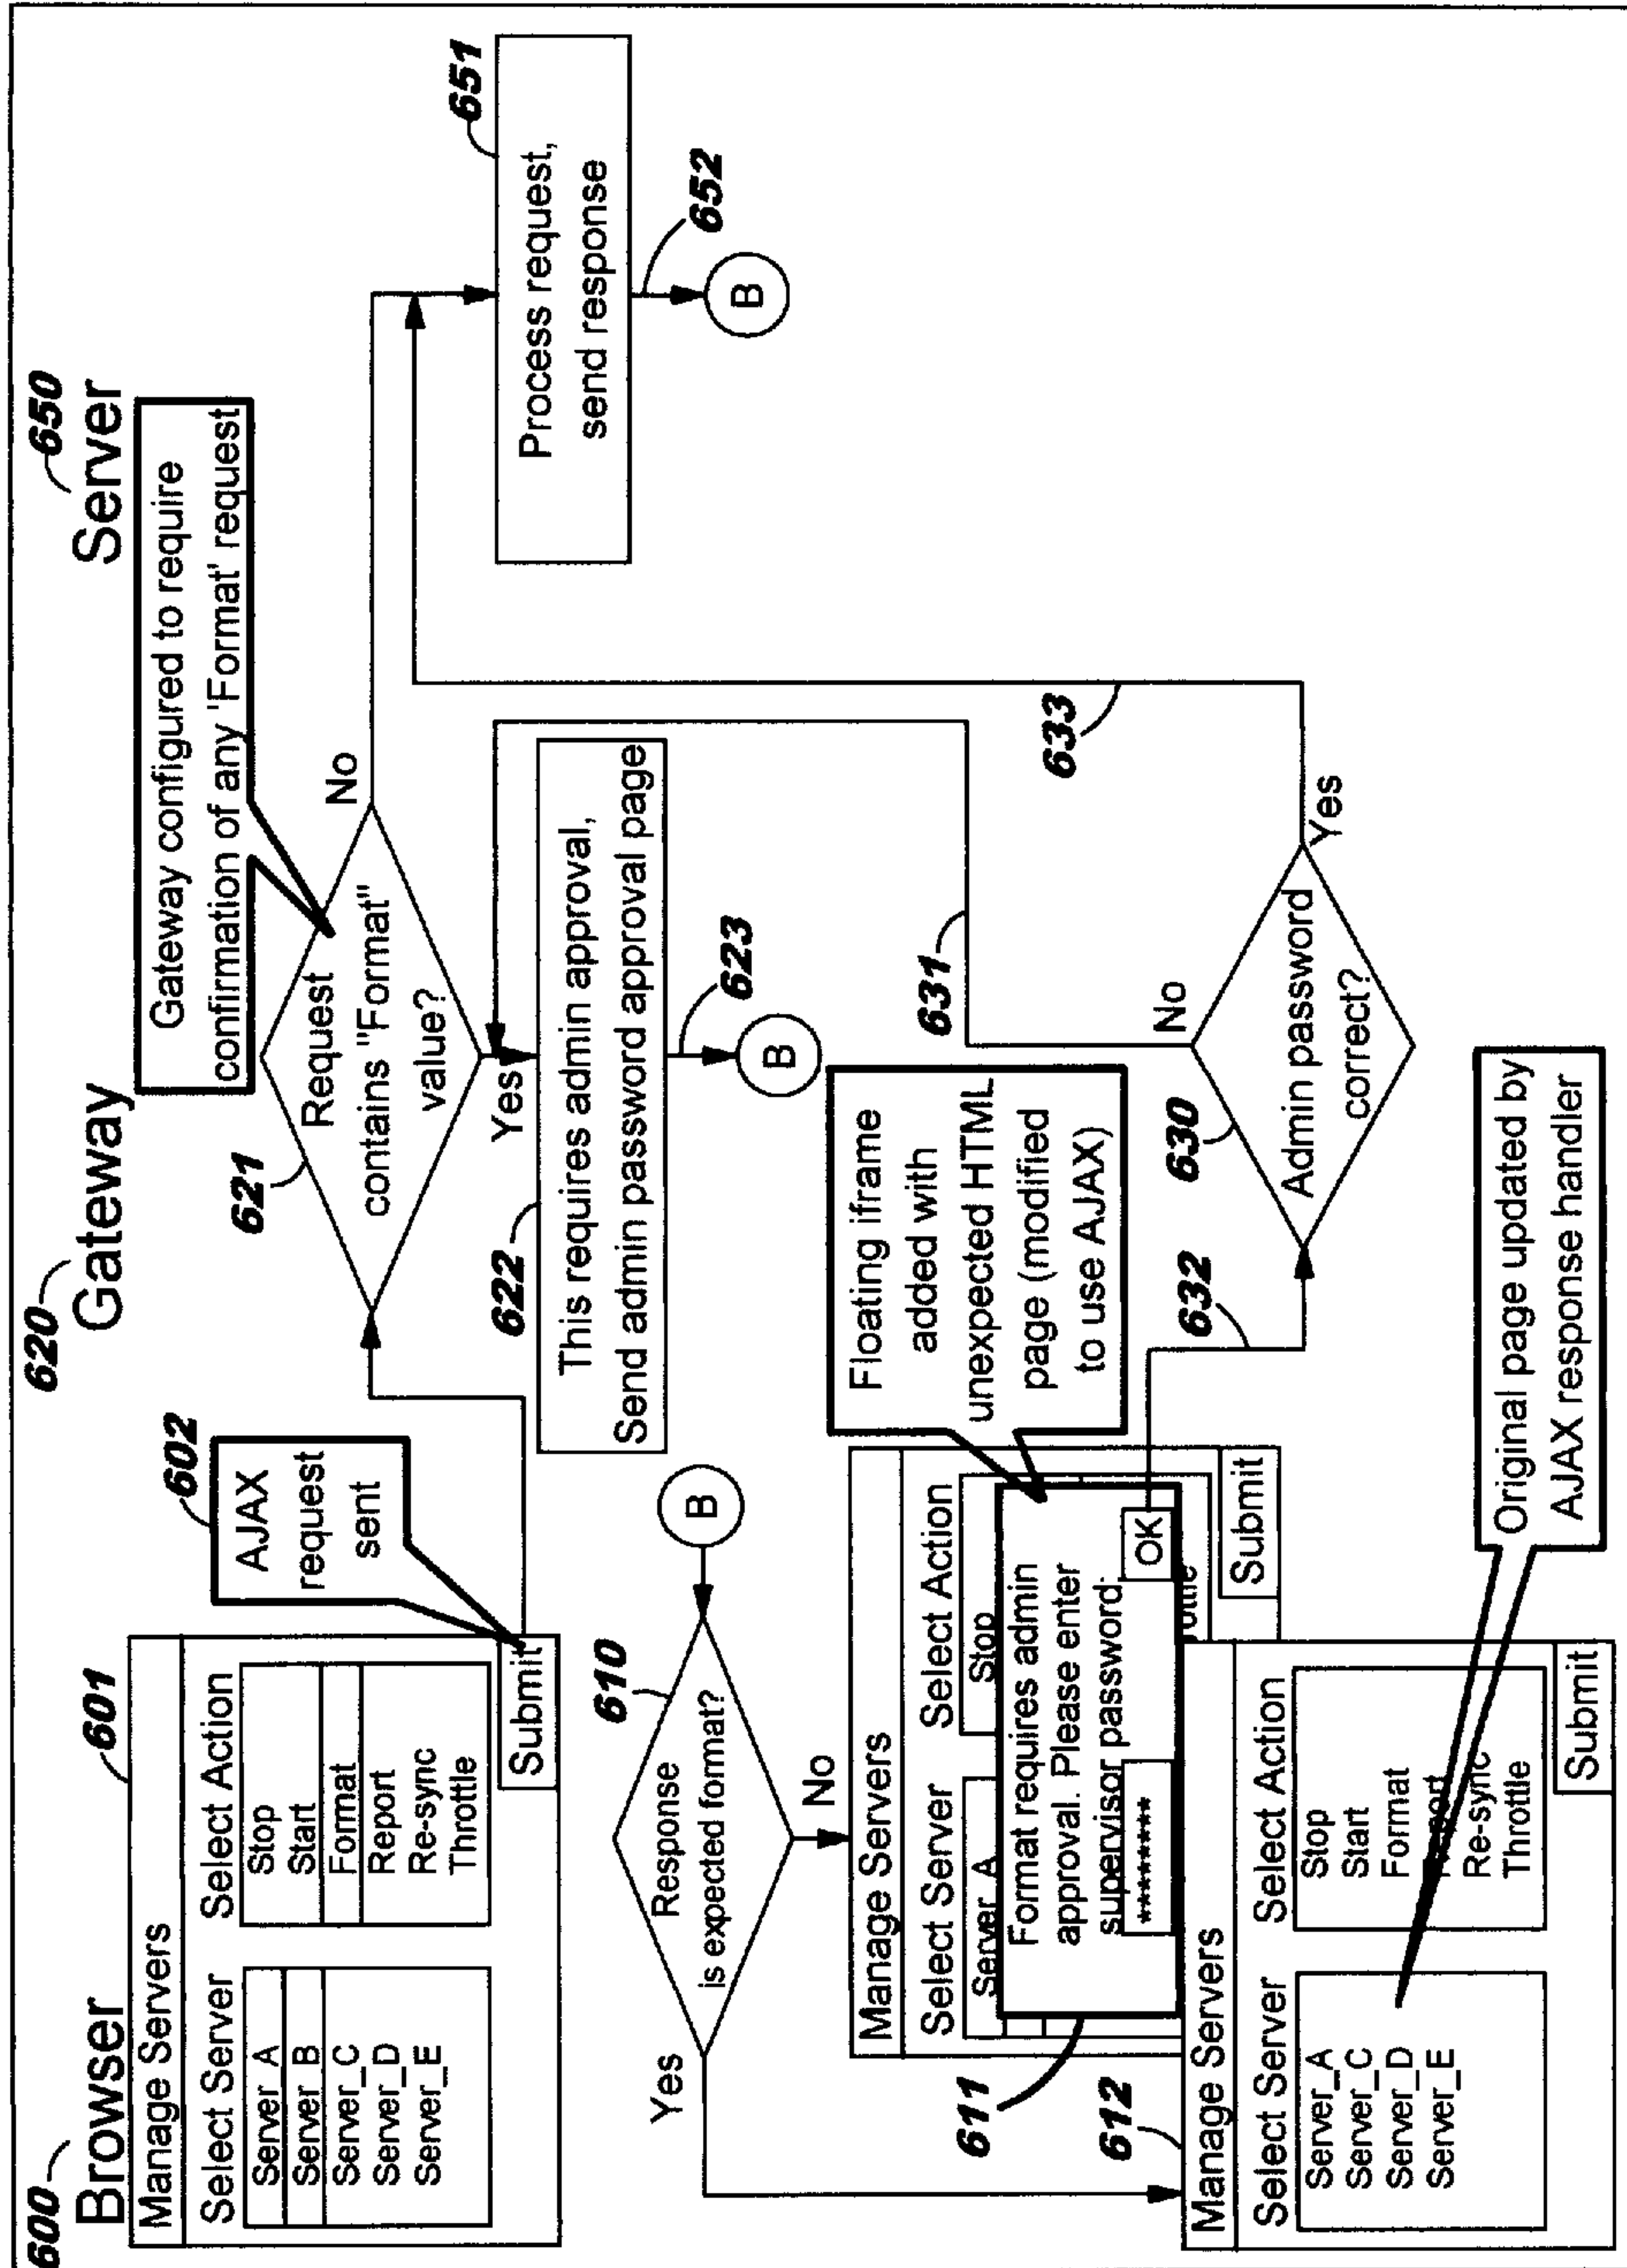 600
Browser
620
Gateway
650
Server
601
Manage Servers
Select Server
Select Action
Server_A
Server_B
Server_C
Server_D
Server_E
Stop
Start
Format
Report
Re-sync
Throttle
Submit
602
AJAX
request
sent
621
Request
contains "Format"
value?
Yes
No
Gateway configured to require
confirmation of any 'Format' request
622
This requires admin approval,
Send admin password approval page
623
B
651
Process request,
send response
652
B
B
610
Response
is expected format?
Yes
No
Manage Servers
Select Server
Select Action
Server_A
Stop
Submit
611
Format requires admin
approval. Please enter
supervisor password.
********
OK
Floating iframe
added with
unexpected HTML
page (modified
to use AJAX)
632
630
Admin password
correct?
No
631
Yes
633
612
Manage Servers
Select Server
Select Action
Server_A
Server_C
Server_D
Server_E
Stop
Start
Format
Report
Re-sync
Throttle
Submit
Original page updated by
AJAX response handler